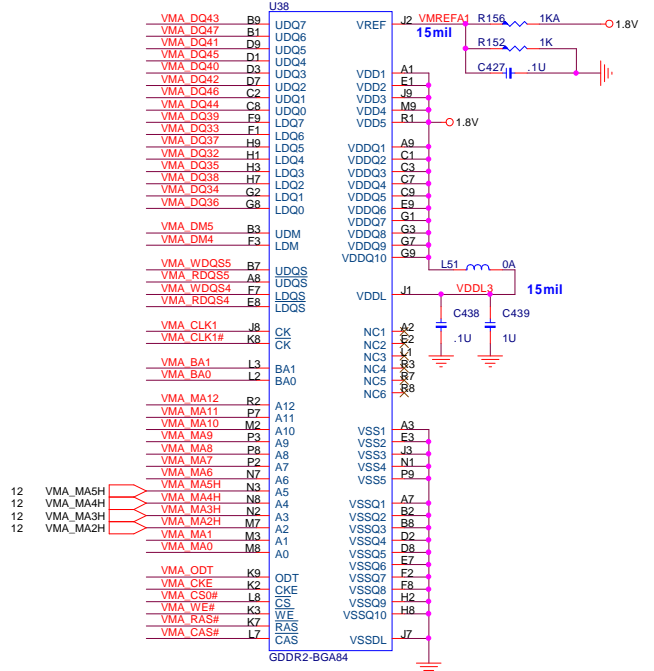 U38
VMA_DQ43 B9 UDQ7 VREF J2 VMREFA1 R156 1KA 1.8V
VMA_DQ47 B1 UDQ6 15mil
VMA_DQ41 D9 UDQ5 R152 1K
VMA_DQ45 D1 UDQ4
VMA_DQ40 D3 UDQ3 VDD1 A1 C427 .1U
VMA_DQ42 D7 UDQ2 VDD2 E1
VMA_DQ46 C2 UDQ1 VDD3 J9
VMA_DQ44 C8 UDQ0 VDD4 M9
VMA_DQ39 F9 LDQ7 VDD5 R1 1.8V
VMA_DQ33 F1 LDQ6
VMA_DQ37 H9 LDQ5 VDDQ1 A9
VMA_DQ32 H1 LDQ4 VDDQ2 C1
VMA_DQ35 H3 LDQ3 VDDQ3 C3
VMA_DQ38 H7 LDQ2 VDDQ4 C7
VMA_DQ34 G2 LDQ1 VDDQ5 C9
VMA_DQ36 G8 LDQ0 VDDQ6 E9
VDDQ7 G1
VMA_DM5 B3 UDM VDDQ8 G3
VMA_DM4 F3 LDM VDDQ9 G7
VDDQ10 G9
VMA_WDQS5 B7 UDQS L51 0A
VMA_RDQS5 A8 UDQS
VMA_WDQS4 F7 LDQS VDDL J1 VDDL3 15mil
VMA_RDQS4 E8 LDQS
C438 C439
VMA_CLK1 J8 CK NC1 A2 .1U 1U
VMA_CLK1# K8 CK NC2 E2
NC3 L1
VMA_BA1 L3 BA1 NC4 R3
VMA_BA0 L2 BA0 NC5 R7
NC6 R8
VMA_MA12 R2 A12
VMA_MA11 P7 A11
VMA_MA10 M2 A10 VSS1 A3
VMA_MA9 P3 A9 VSS2 E3
VMA_MA8 P8 A8 VSS3 J3
VMA_MA7 P2 A7 VSS4 N1
VMA_MA6 N7 A6 VSS5 P9
12 VMA_MA5H VMA_MA5H N3 A5
12 VMA_MA4H VMA_MA4H N8 A4 VSSQ1 A7
12 VMA_MA3H VMA_MA3H N2 A3 VSSQ2 B2
12 VMA_MA2H VMA_MA2H M7 A2 VSSQ3 B8
VMA_MA1 M3 A1 VSSQ4 D2
VMA_MA0 M8 A0 VSSQ5 D8
VSSQ6 E7
VMA_ODT K9 ODT VSSQ7 F2
VMA_CKE K2 CKE VSSQ8 F8
VMA_CS0# L8 CS VSSQ9 H2
VMA_WE# K3 WE VSSQ10 H8
VMA_RAS# K7 RAS
VMA_CAS# L7 CAS VSSDL J7
GDDR2-BGA84